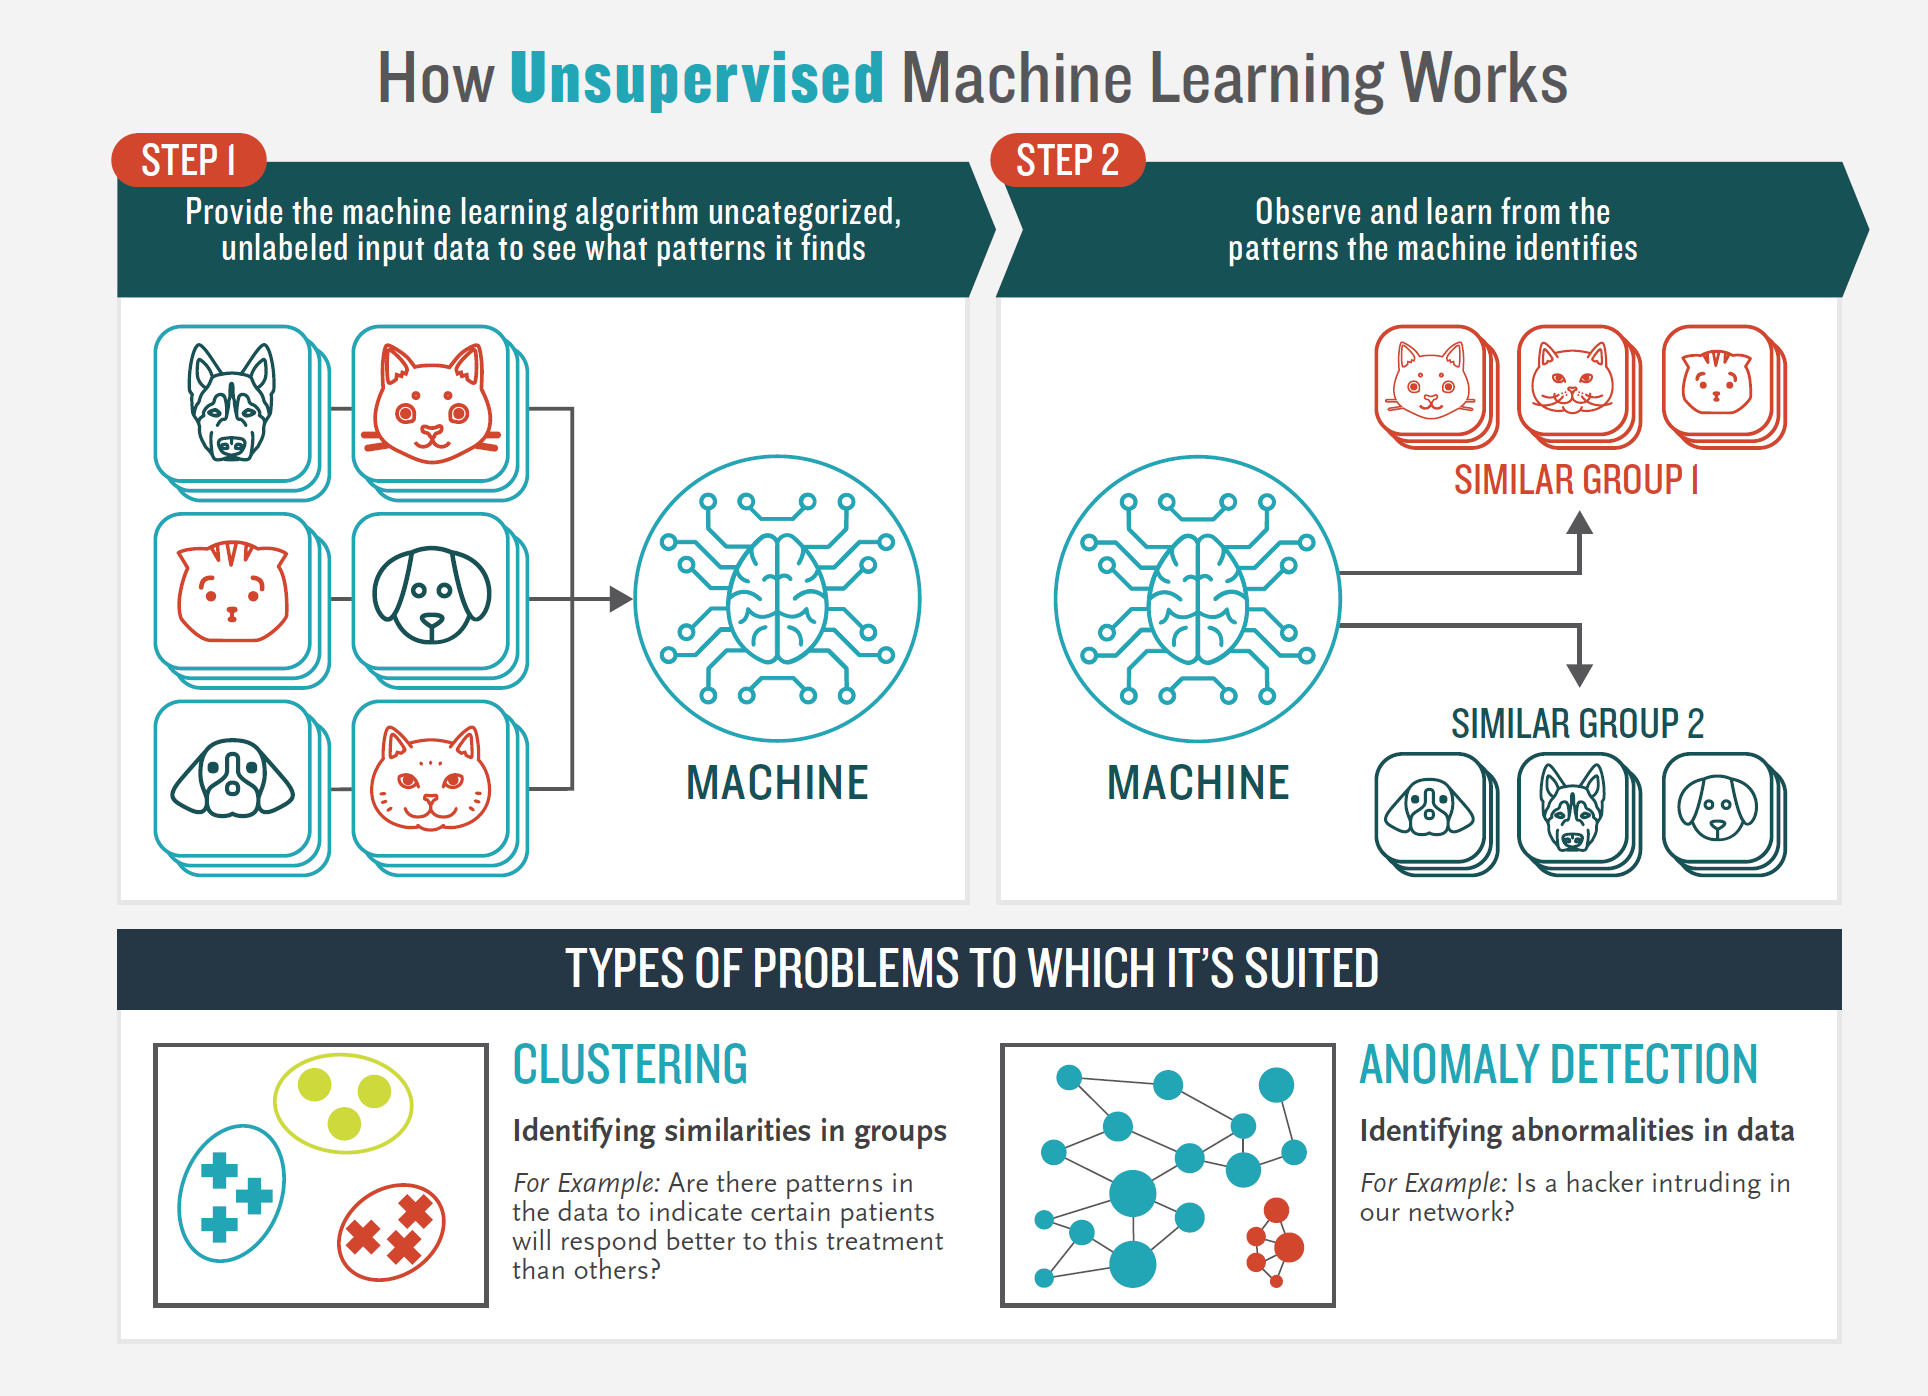 How Unsupervised Machine Learning Works
STEP 1
Provide the machine learning algorithm uncategorized,
unlabeled input data to see what patterns it finds
MACHINE
STEP 2
Observe and learn from the
patterns the machine identifies
MACHINE
SIMILAR GROUP 1
SIMILAR GROUP 2
TYPES OF PROBLEMS TO WHICH IT'S SUITED
CLUSTERING
Identifying similarities in groups
For Example: Are there patterns in
the data to indicate certain patients
will respond better to this treatment
than others?
ANOMALY DETECTION
Identifying abnormalities in data
For Example: Is a hacker intruding in
our network?